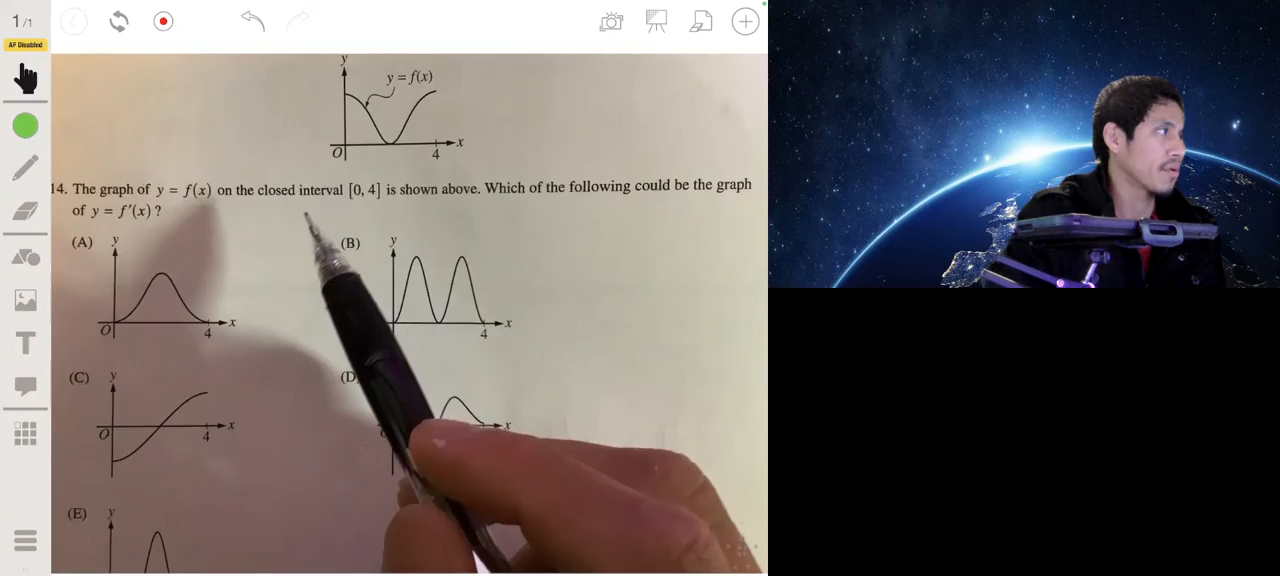 1/1
AF Disabled
T
y
y = f(x)
O
4
x
14. The graph of y = f(x) on the closed interval [0, 4] is shown above. Which of the following could be the graph
of y = f′(x) ?
(A)
y
O
4
x
(B)
y
4
x
(C)
y
O
4
x
(D)
x
(E)
y